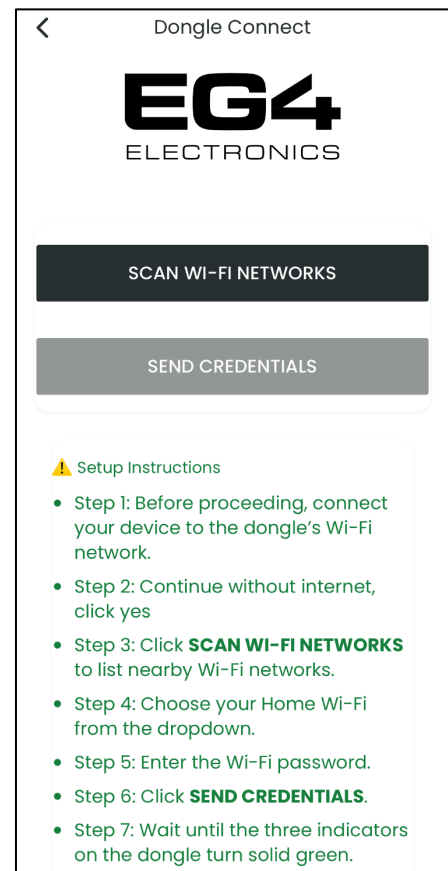 Dongle Connect
EG4
ELECTRONICS
SCAN WI-FI NETWORKS
SEND CREDENTIALS
⚠️ Setup Instructions
• Step 1: Before proceeding, connect
your device to the dongle's Wi-Fi
network.
• Step 2: Continue without internet,
click yes
• Step 3: Click SCAN WI-FI NETWORKS
to list nearby Wi-Fi networks.
• Step 4: Choose your Home Wi-Fi
from the dropdown.
• Step 5: Enter the Wi-Fi password.
• Step 6: Click SEND CREDENTIALS.
• Step 7: Wait until the three indicators
on the dongle turn solid green.